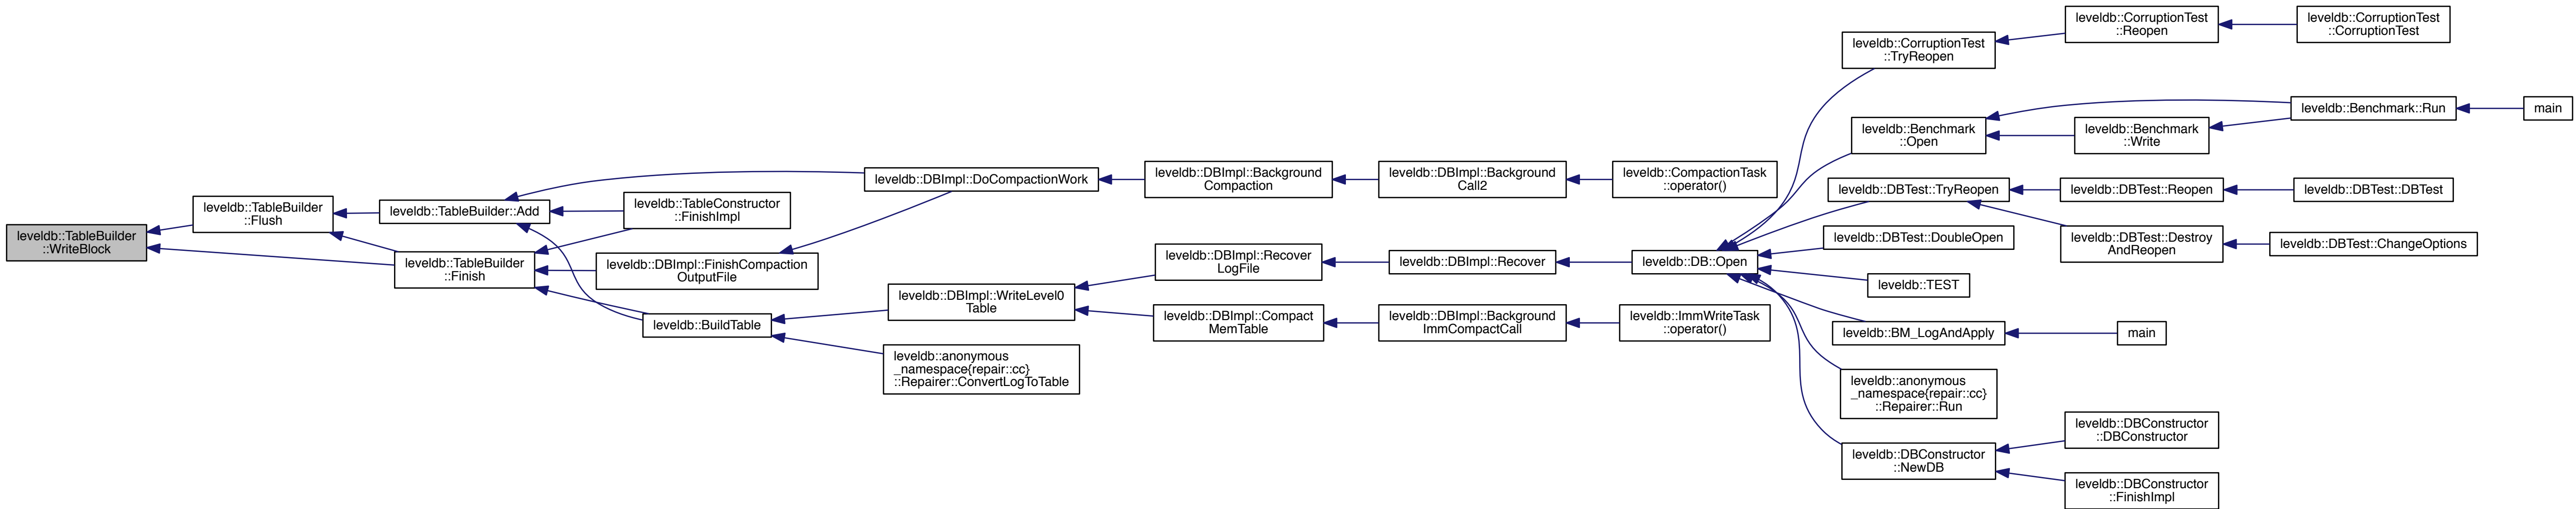 leveldb::TableBuilder
::WriteBlock
leveldb::TableBuilder
::Flush
leveldb::TableBuilder::Add
leveldb::TableBuilder
::Finish
leveldb::DBImpl::DoCompactionWork
leveldb::TableConstructor
::FinishImpl
leveldb::DBImpl::FinishCompaction
OutputFile
leveldb::BuildTable
leveldb::DBImpl::Background
Compaction
leveldb::DBImpl::Background
Call2
leveldb::CompactionTask
::operator()
leveldb::DBImpl::WriteLevel0
Table
leveldb::anonymous
_namespace{repair::cc}
::Repairer::ConvertLogToTable
leveldb::DBImpl::Recover
LogFile
leveldb::DBImpl::Recover
leveldb::DB::Open
leveldb::DBImpl::Compact
MemTable
leveldb::DBImpl::Background
ImmCompactCall
leveldb::ImmWriteTask
::operator()
leveldb::CorruptionTest
::TryReopen
leveldb::CorruptionTest
::Reopen
leveldb::CorruptionTest
::CorruptionTest
leveldb::Benchmark
::Open
leveldb::Benchmark
::Write
leveldb::Benchmark::Run
main
leveldb::DBTest::TryReopen
leveldb::DBTest::Reopen
leveldb::DBTest::DBTest
leveldb::DBTest::DoubleOpen
leveldb::DBTest::Destroy
AndReopen
leveldb::DBTest::ChangeOptions
leveldb::TEST
leveldb::BM_LogAndApply
main
leveldb::anonymous
_namespace{repair::cc}
::Repairer::Run
leveldb::DBConstructor
::NewDB
leveldb::DBConstructor
::DBConstructor
leveldb::DBConstructor
::FinishImpl